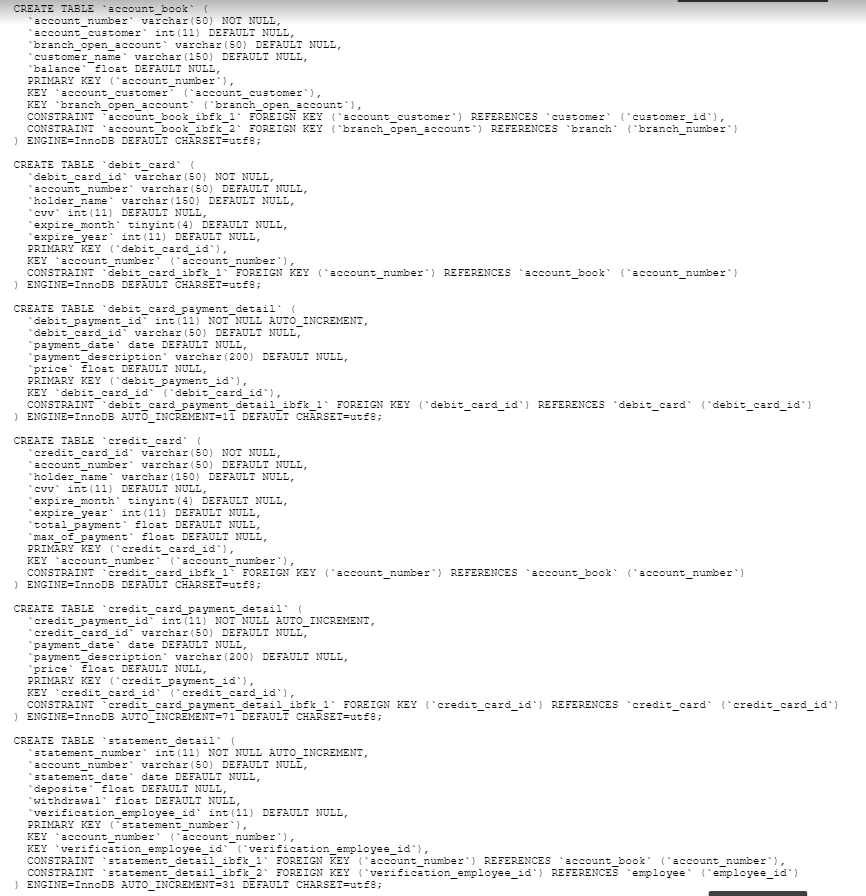 CREATE TABLE `account_book` (
`account_number` varchar(50) NOT NULL,
`account_customer` int(11) DEFAULT NULL,
`branch_open_account` varchar(50) DEFAULT NULL,
`customer_name` varchar(150) DEFAULT NULL,
`balance` float DEFAULT NULL,
PRIMARY KEY (`account_number`),
KEY `account_customer` (`account_customer`),
KEY `branch_open_account` (`branch_open_account`),
CONSTRAINT `account_book_ibfk_1` FOREIGN KEY (`account_customer`) REFERENCES `customer` (`customer_id`),
CONSTRAINT `account_book_ibfk_2` FOREIGN KEY (`branch_open_account`) REFERENCES `branch` (`branch_number`)
) ENGINE=InnoDB DEFAULT CHARSET=utf8;
CREATE TABLE `debit_card` (
`debit_card_id` varchar(50) NOT NULL,
`account_number` varchar(50) DEFAULT NULL,
`holder_name` varchar(150) DEFAULT NULL,
`cvv` int(11) DEFAULT NULL,
`expire_month` tinyint(4) DEFAULT NULL,
`expire_year` int(11) DEFAULT NULL,
PRIMARY KEY (`debit_card_id`),
KEY `account_number` (`account_number`),
CONSTRAINT `debit_card_ibfk_1` FOREIGN KEY (`account_number`) REFERENCES `account_book` (`account_number`)
) ENGINE=InnoDB DEFAULT CHARSET=utf8;
CREATE TABLE `debit_card_payment_detail` (
`debit_payment_id` int(11) NOT NULL AUTO_INCREMENT,
`debit_card_id` varchar(50) DEFAULT NULL,
`payment_date` date DEFAULT NULL,
`payment_description` varchar(200) DEFAULT NULL,
`price` float DEFAULT NULL,
PRIMARY KEY (`debit_payment_id`),
KEY `debit_card_id` (`debit_card_id`),
CONSTRAINT `debit_card_payment_detail_ibfk_1` FOREIGN KEY (`debit_card_id`) REFERENCES `debit_card` (`debit_card_id`)
) ENGINE=InnoDB AUTO_INCREMENT=11 DEFAULT CHARSET=utf8;
CREATE TABLE `credit_card` (
`credit_card_id` varchar(50) NOT NULL,
`account_number` varchar(50) DEFAULT NULL,
`holder_name` varchar(150) DEFAULT NULL,
`cvv` int(11) DEFAULT NULL,
`expire_month` tinyint(4) DEFAULT NULL,
`expire_year` int(11) DEFAULT NULL,
`total_payment` float DEFAULT NULL,
`max_of_payment` float DEFAULT NULL,
PRIMARY KEY (`credit_card_id`),
KEY `account_number` (`account_number`),
CONSTRAINT `credit_card_ibfk_1` FOREIGN KEY (`account_number`) REFERENCES `account_book` (`account_number`)
) ENGINE=InnoDB DEFAULT CHARSET=utf8;
CREATE TABLE `credit_card_payment_detail` (
`credit_payment_id` int(11) NOT NULL AUTO_INCREMENT,
`credit_card_id` varchar(50) DEFAULT NULL,
`payment_date` date DEFAULT NULL,
`payment_description` varchar(200) DEFAULT NULL,
`price` float DEFAULT NULL,
PRIMARY KEY (`credit_payment_id`),
KEY `credit_card_id` (`credit_card_id`),
CONSTRAINT `credit_card_payment_detail_ibfk_1` FOREIGN KEY (`credit_card_id`) REFERENCES `credit_card` (`credit_card_id`)
) ENGINE=InnoDB AUTO_INCREMENT=71 DEFAULT CHARSET=utf8;
CREATE TABLE `statement_detail` (
`statement_number` int(11) NOT NULL AUTO_INCREMENT,
`account_number` varchar(50) DEFAULT NULL,
`statement_date` date DEFAULT NULL,
`deposite` float DEFAULT NULL,
`withdrawal` float DEFAULT NULL,
`verification_employee_id` int(11) DEFAULT NULL,
PRIMARY KEY (`statement_number`),
KEY `account_number` (`account_number`),
KEY `verification_employee_id` (`verification_employee_id`),
CONSTRAINT `statement_detail_ibfk_1` FOREIGN KEY (`account_number`) REFERENCES `account_book` (`account_number`),
CONSTRAINT `statement_detail_ibfk_2` FOREIGN KEY (`verification_employee_id`) REFERENCES `employee` (`employee_id`)
) ENGINE=InnoDB AUTO_INCREMENT=31 DEFAULT CHARSET=utf8;